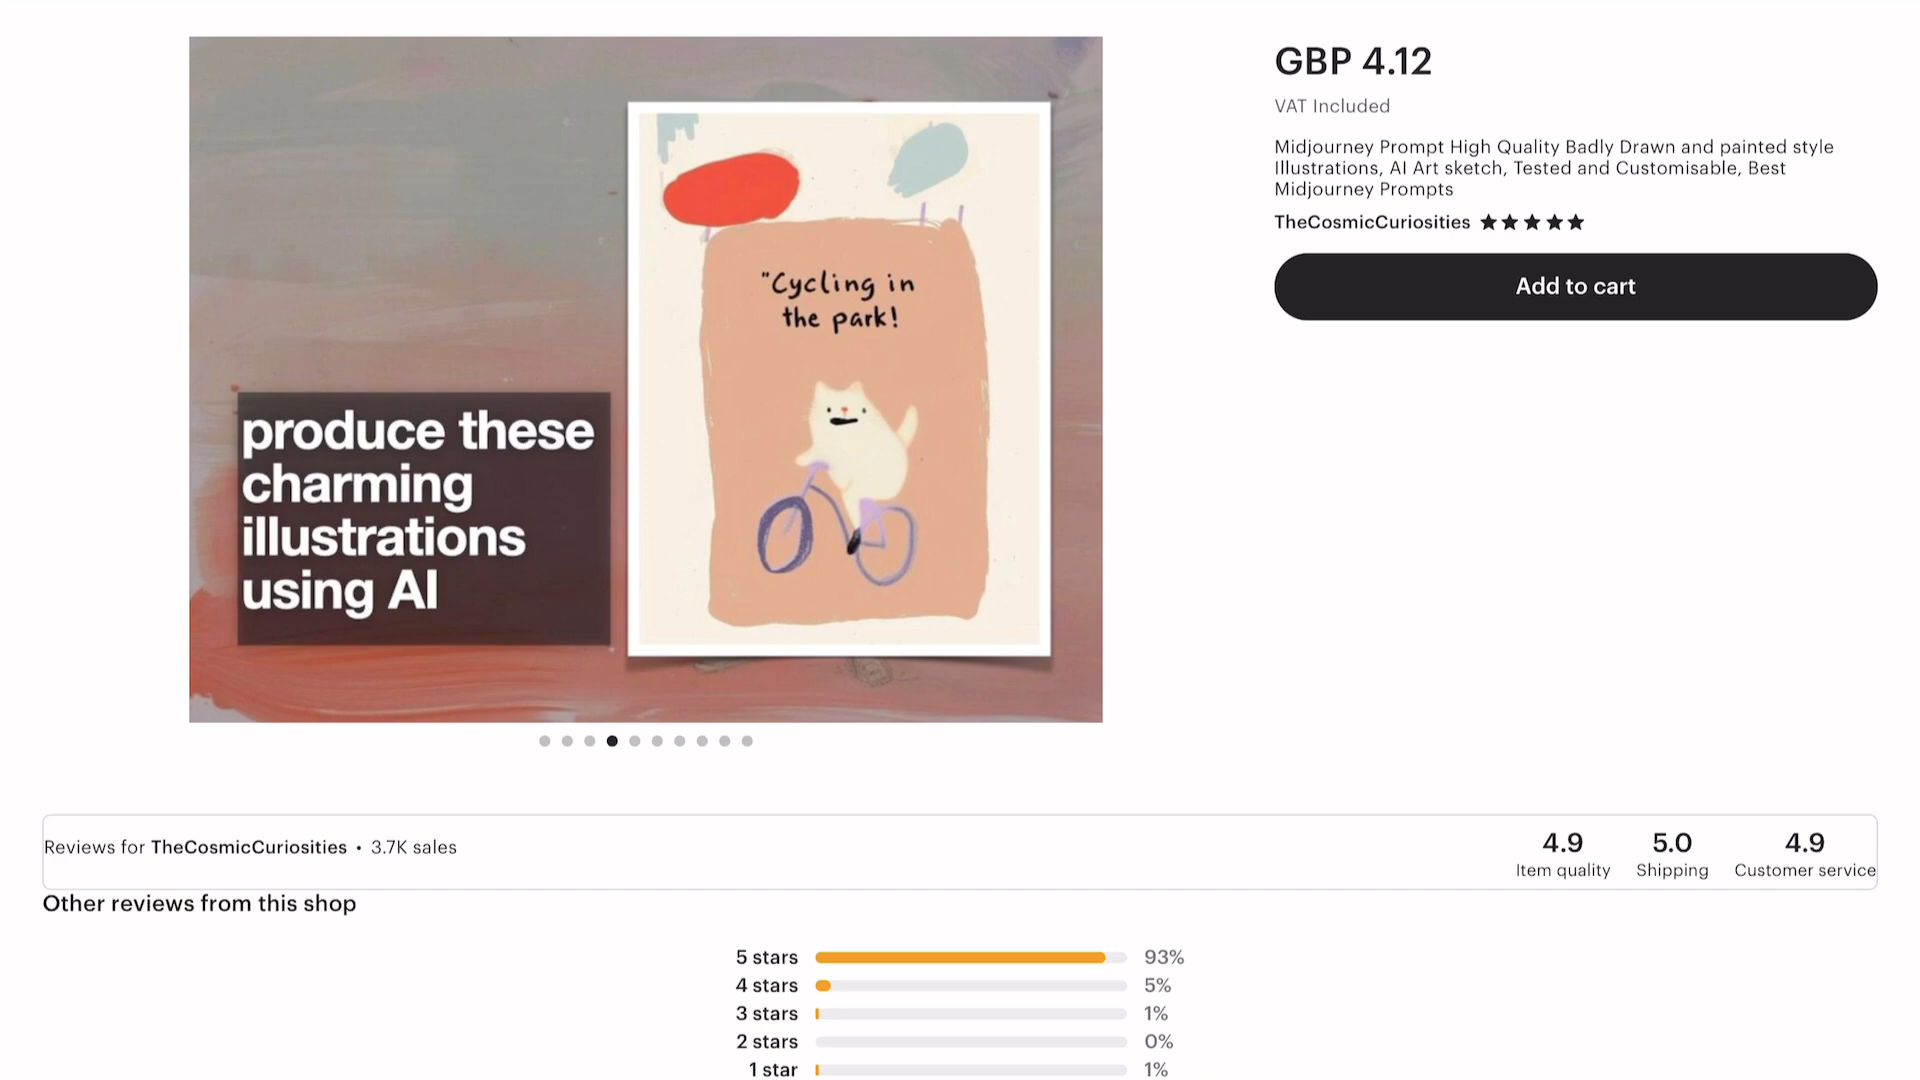 GBP 4.12
VAT Included
Midjourney Prompt High Quality Badly Drawn and painted style
Illustrations, AI Art sketch, Tested and Customisable, Best
Midjourney Prompts
TheCosmicCuriosities
Add to cart
"Cycling in
the park!
produce these
charming
illustrations
using AI
Reviews for TheCosmicCuriosities • 3.7K sales
4.9 5.0 4.9
Item quality Shipping Customer service
Other reviews from this shop
5 stars 93%
4 stars 5%
3 stars 1%
2 stars 0%
1 star 1%